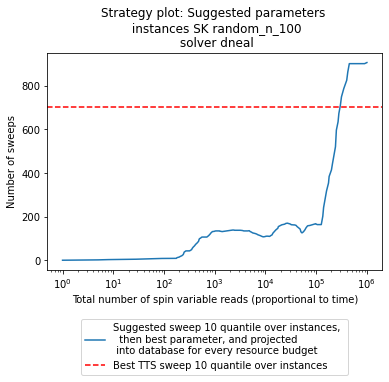 Strategy plot: Suggested parameters
instances SK random_n_100
solver dneal
Number of sweeps
800
600
400
200
0
10^0
10^1
10^2
10^3
10^4
10^5
10^6
Total number of spin variable reads (proportional to time)
Suggested sweep 10 quantile over instances,
then best parameter, and projected
into database for every resource budget
Best TTS sweep 10 quantile over instances